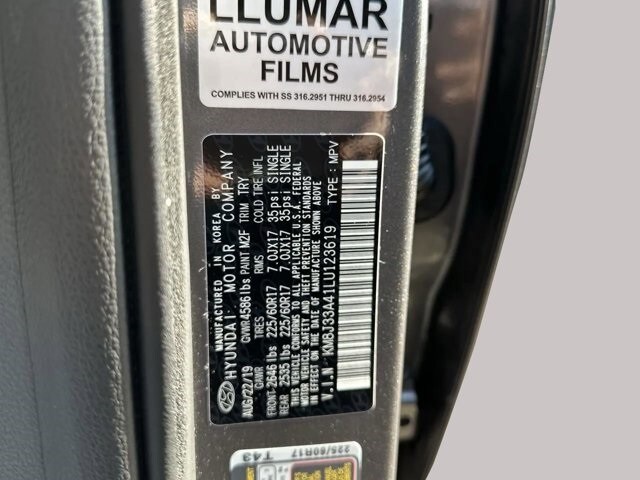 LLUMAR
AUTOMOTIVE
FILMS
COMPLIES WITH SS 316.2951 THRU 316.2954
MANUFACTURED IN KOREA BY
HYUNDAI MOTOR COMPANY
AUG/22/19 GVWR 4586 lbs PAINT M2F TRIM TRY
GAWR TIRES RIMS COLD TIRE INFL
FRONT 2646 lbs 225/60R17 7.0JX17 35psi SINGLE
REAR 2535 lbs 225/60R17 7.0JX17 35psi SINGLE
THIS VEHICLE CONFORMS TO ALL APPLICABLE U.S.A. FEDERAL
MOTOR VEHICLE SAFETY AND THEFT PREVENTION STANDARDS
IN EFFECT ON THE DATE OF MANUFACTURE SHOWN ABOVE
V.I.N : KM8J33A41LU123619 TYPE : MPV
225/60R17
T43